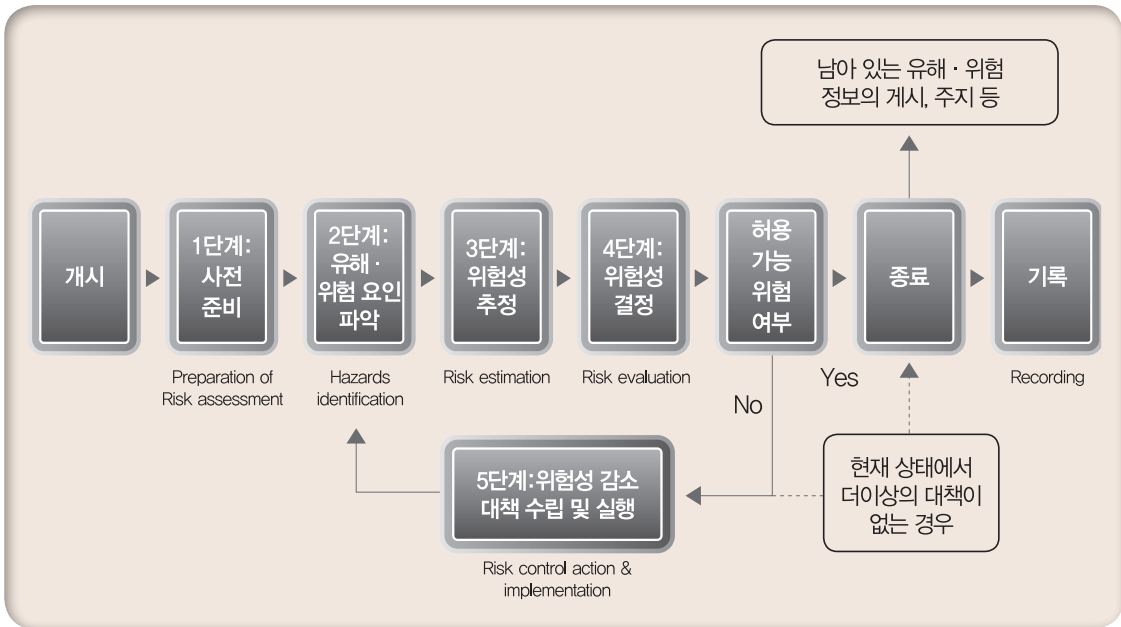 남아 있는 유해 · 위험
정보의 게시, 주지 등
개시
1단계:
사전
준비
2단계:
유해 ·
위험 요인
파악
3단계:
위험성
추정
4단계:
위험성
결정
허용
가능
위험
여부
종료
기록
Preparation of
Risk assessment
Hazards
identification
Risk estimation
Risk evaluation
Yes
No
Recording
5단계:위험성 감소
대책 수립 및 실행
Risk control action &
implementation
현재 상태에서
더이상의 대책이
없는 경우